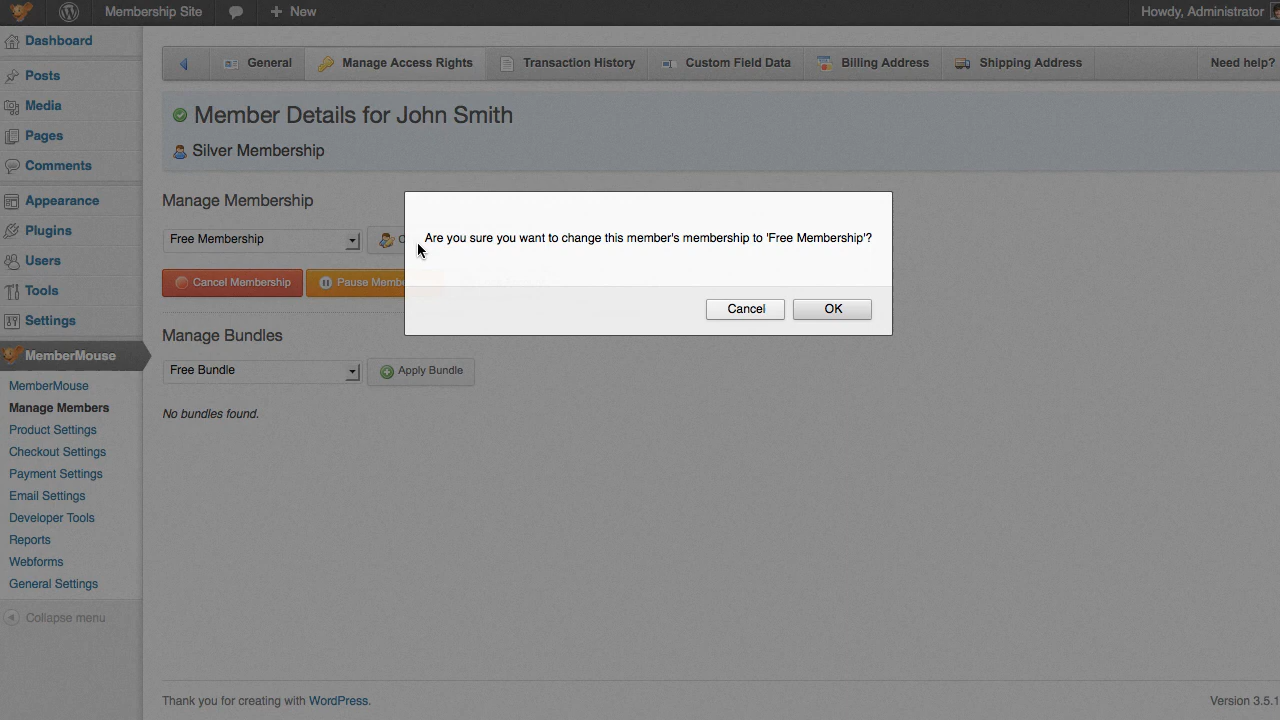 Membership Site
New
Howdy, Administrator
Dashboard
Posts
Media
Pages
Comments
Appearance
Plugins
Users
Tools
Settings
MemberMouse
MemberMouse
Manage Members
Product Settings
Checkout Settings
Payment Settings
Email Settings
Developer Tools
Reports
Webforms
General Settings
Collapse menu
General
Manage Access Rights
Transaction History
Custom Field Data
Billing Address
Shipping Address
Need help?
Member Details for John Smith
Silver Membership
Manage Membership
Free Membership
Cancel Membership
Pause Membe
Are you sure you want to change this member's membership to 'Free Membership'?
Cancel
OK
Manage Bundles
Free Bundle
Apply Bundle
No bundles found.
Thank you for creating with WordPress.
Version 3.5.1